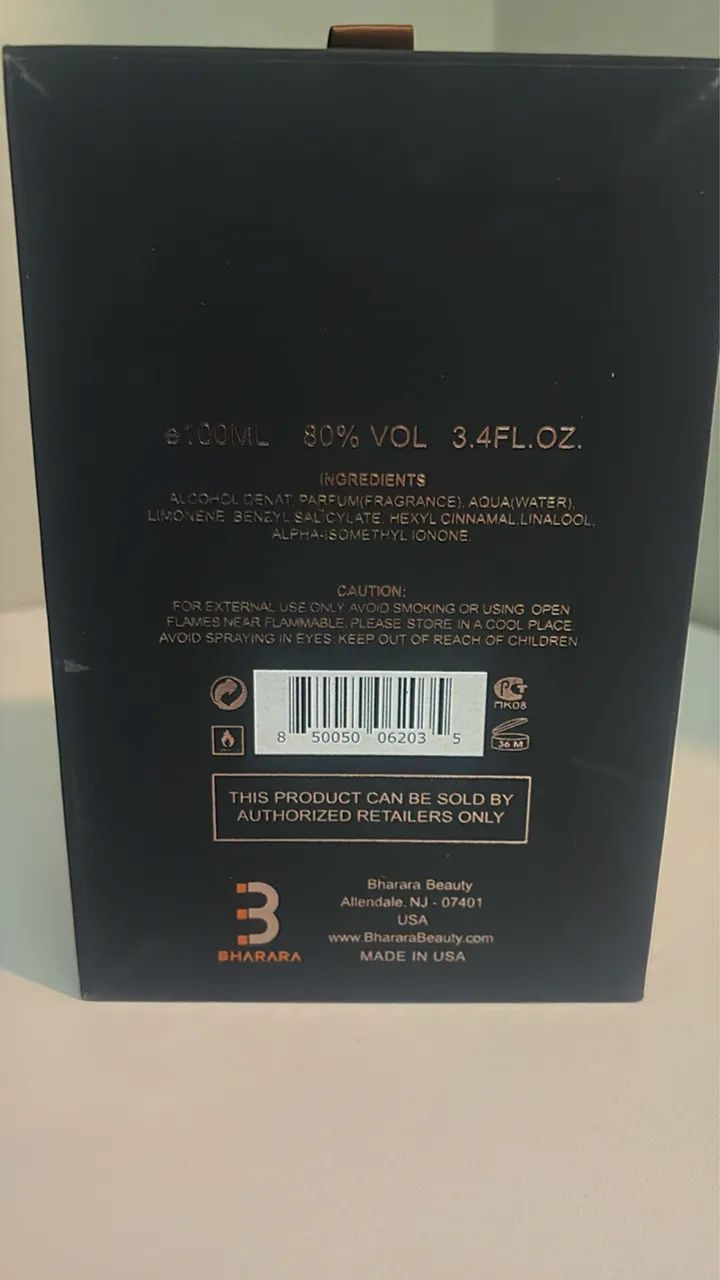 e100ML 80% VOL 3.4FL.OZ.
INGREDIENTS
ALCOHOL DENAT, PARFUM(FRAGRANCE), AQUA(WATER),
LIMONENE, BENZYL SALICYLATE, HEXYL CINNAMAL,LINALOOL,
ALPHA-ISOMETHYL IONONE.
CAUTION:
FOR EXTERNAL USE ONLY. AVOID SMOKING OR USING OPEN
FLAMES NEAR FLAMMABLE. PLEASE STORE IN A COOL PLACE.
AVOID SPRAYING IN EYES. KEEP OUT OF REACH OF CHILDREN.
8 50050 06203 5
PCT
ПК08
36 M
THIS PRODUCT CAN BE SOLD BY
AUTHORIZED RETAILERS ONLY
BHARARA
Bharara Beauty
Allendale, NJ - 07401
USA
www.BhararaBeauty.com
MADE IN USA